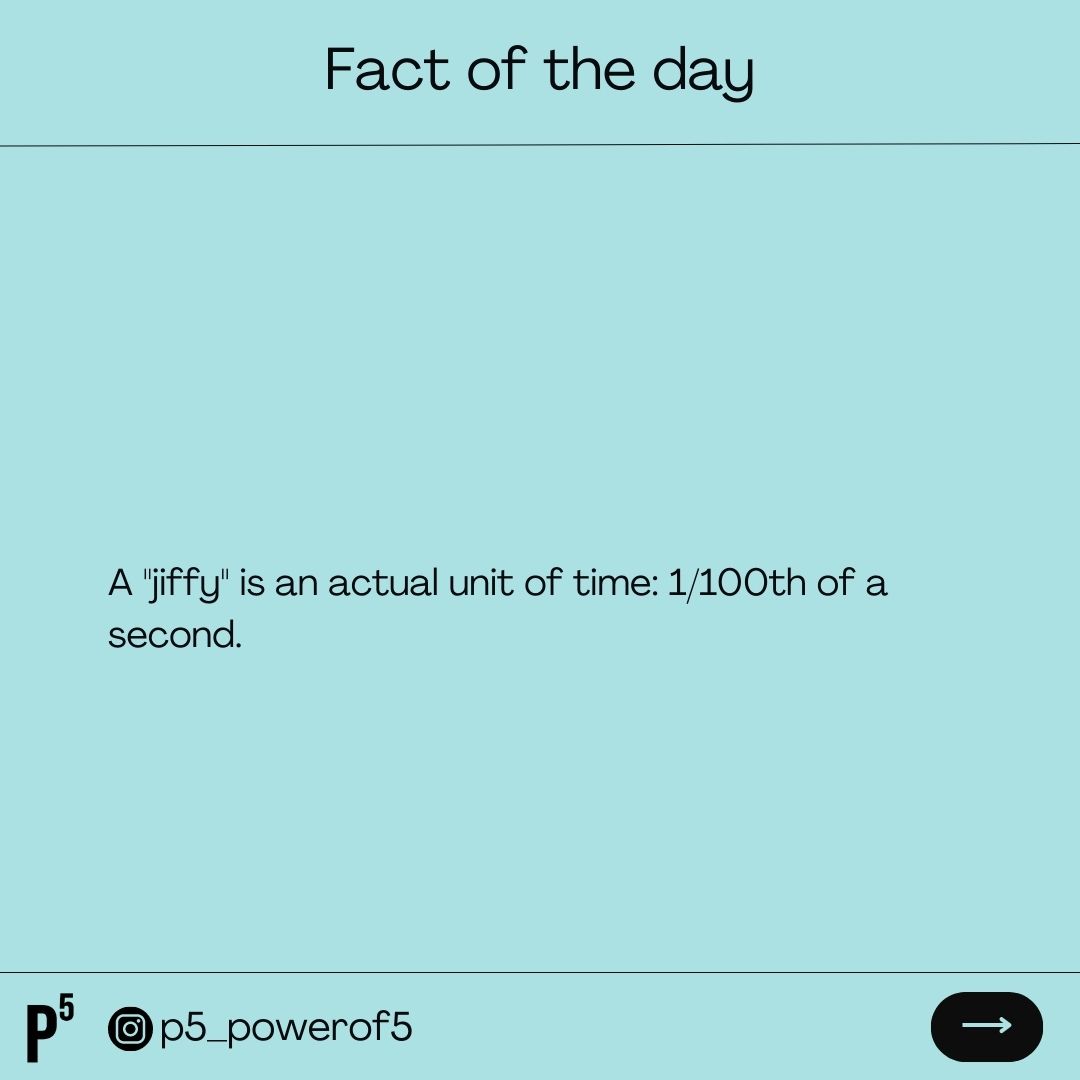 Fact of the day
A "jiffy" is an actual unit of time: 1/100th of a
second.
P⁵
p5_powerof5